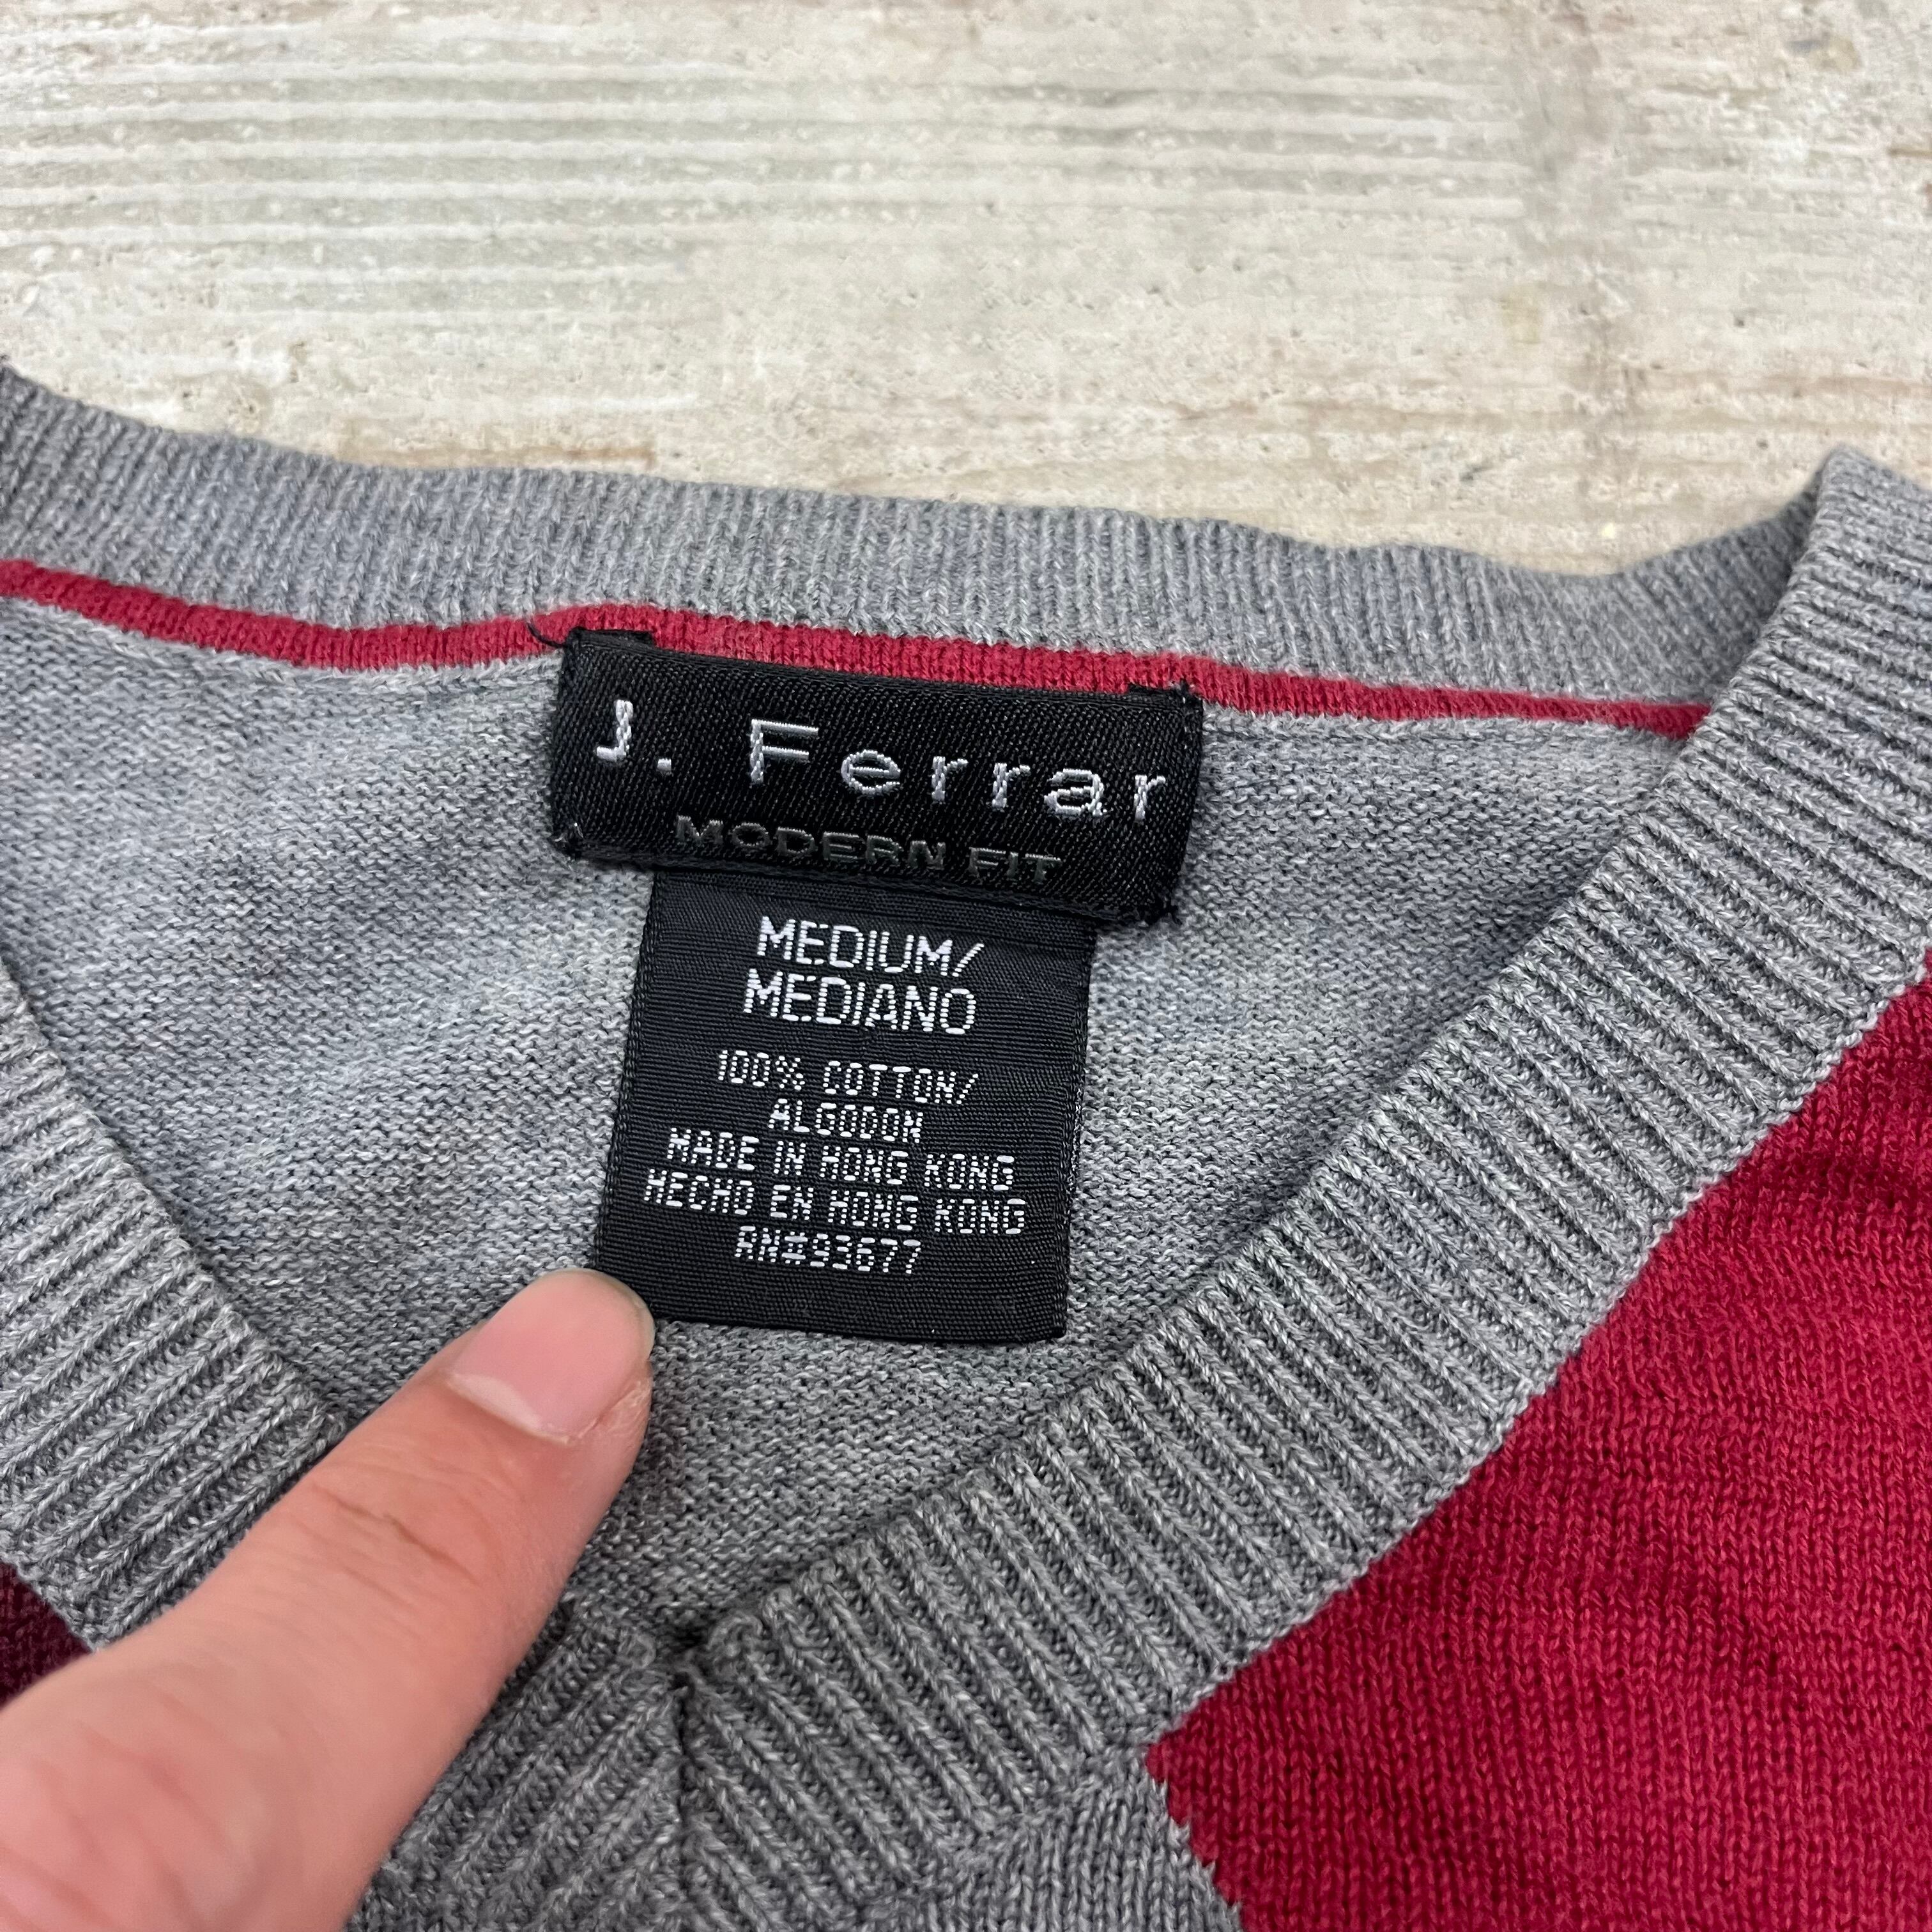 J. Ferrar
MODERN FIT
MEDIUM/
MEDIANO
100% COTTON/
ALGODON
MADE IN HONG KONG
HECHO EN HONG KONG
RN#93677